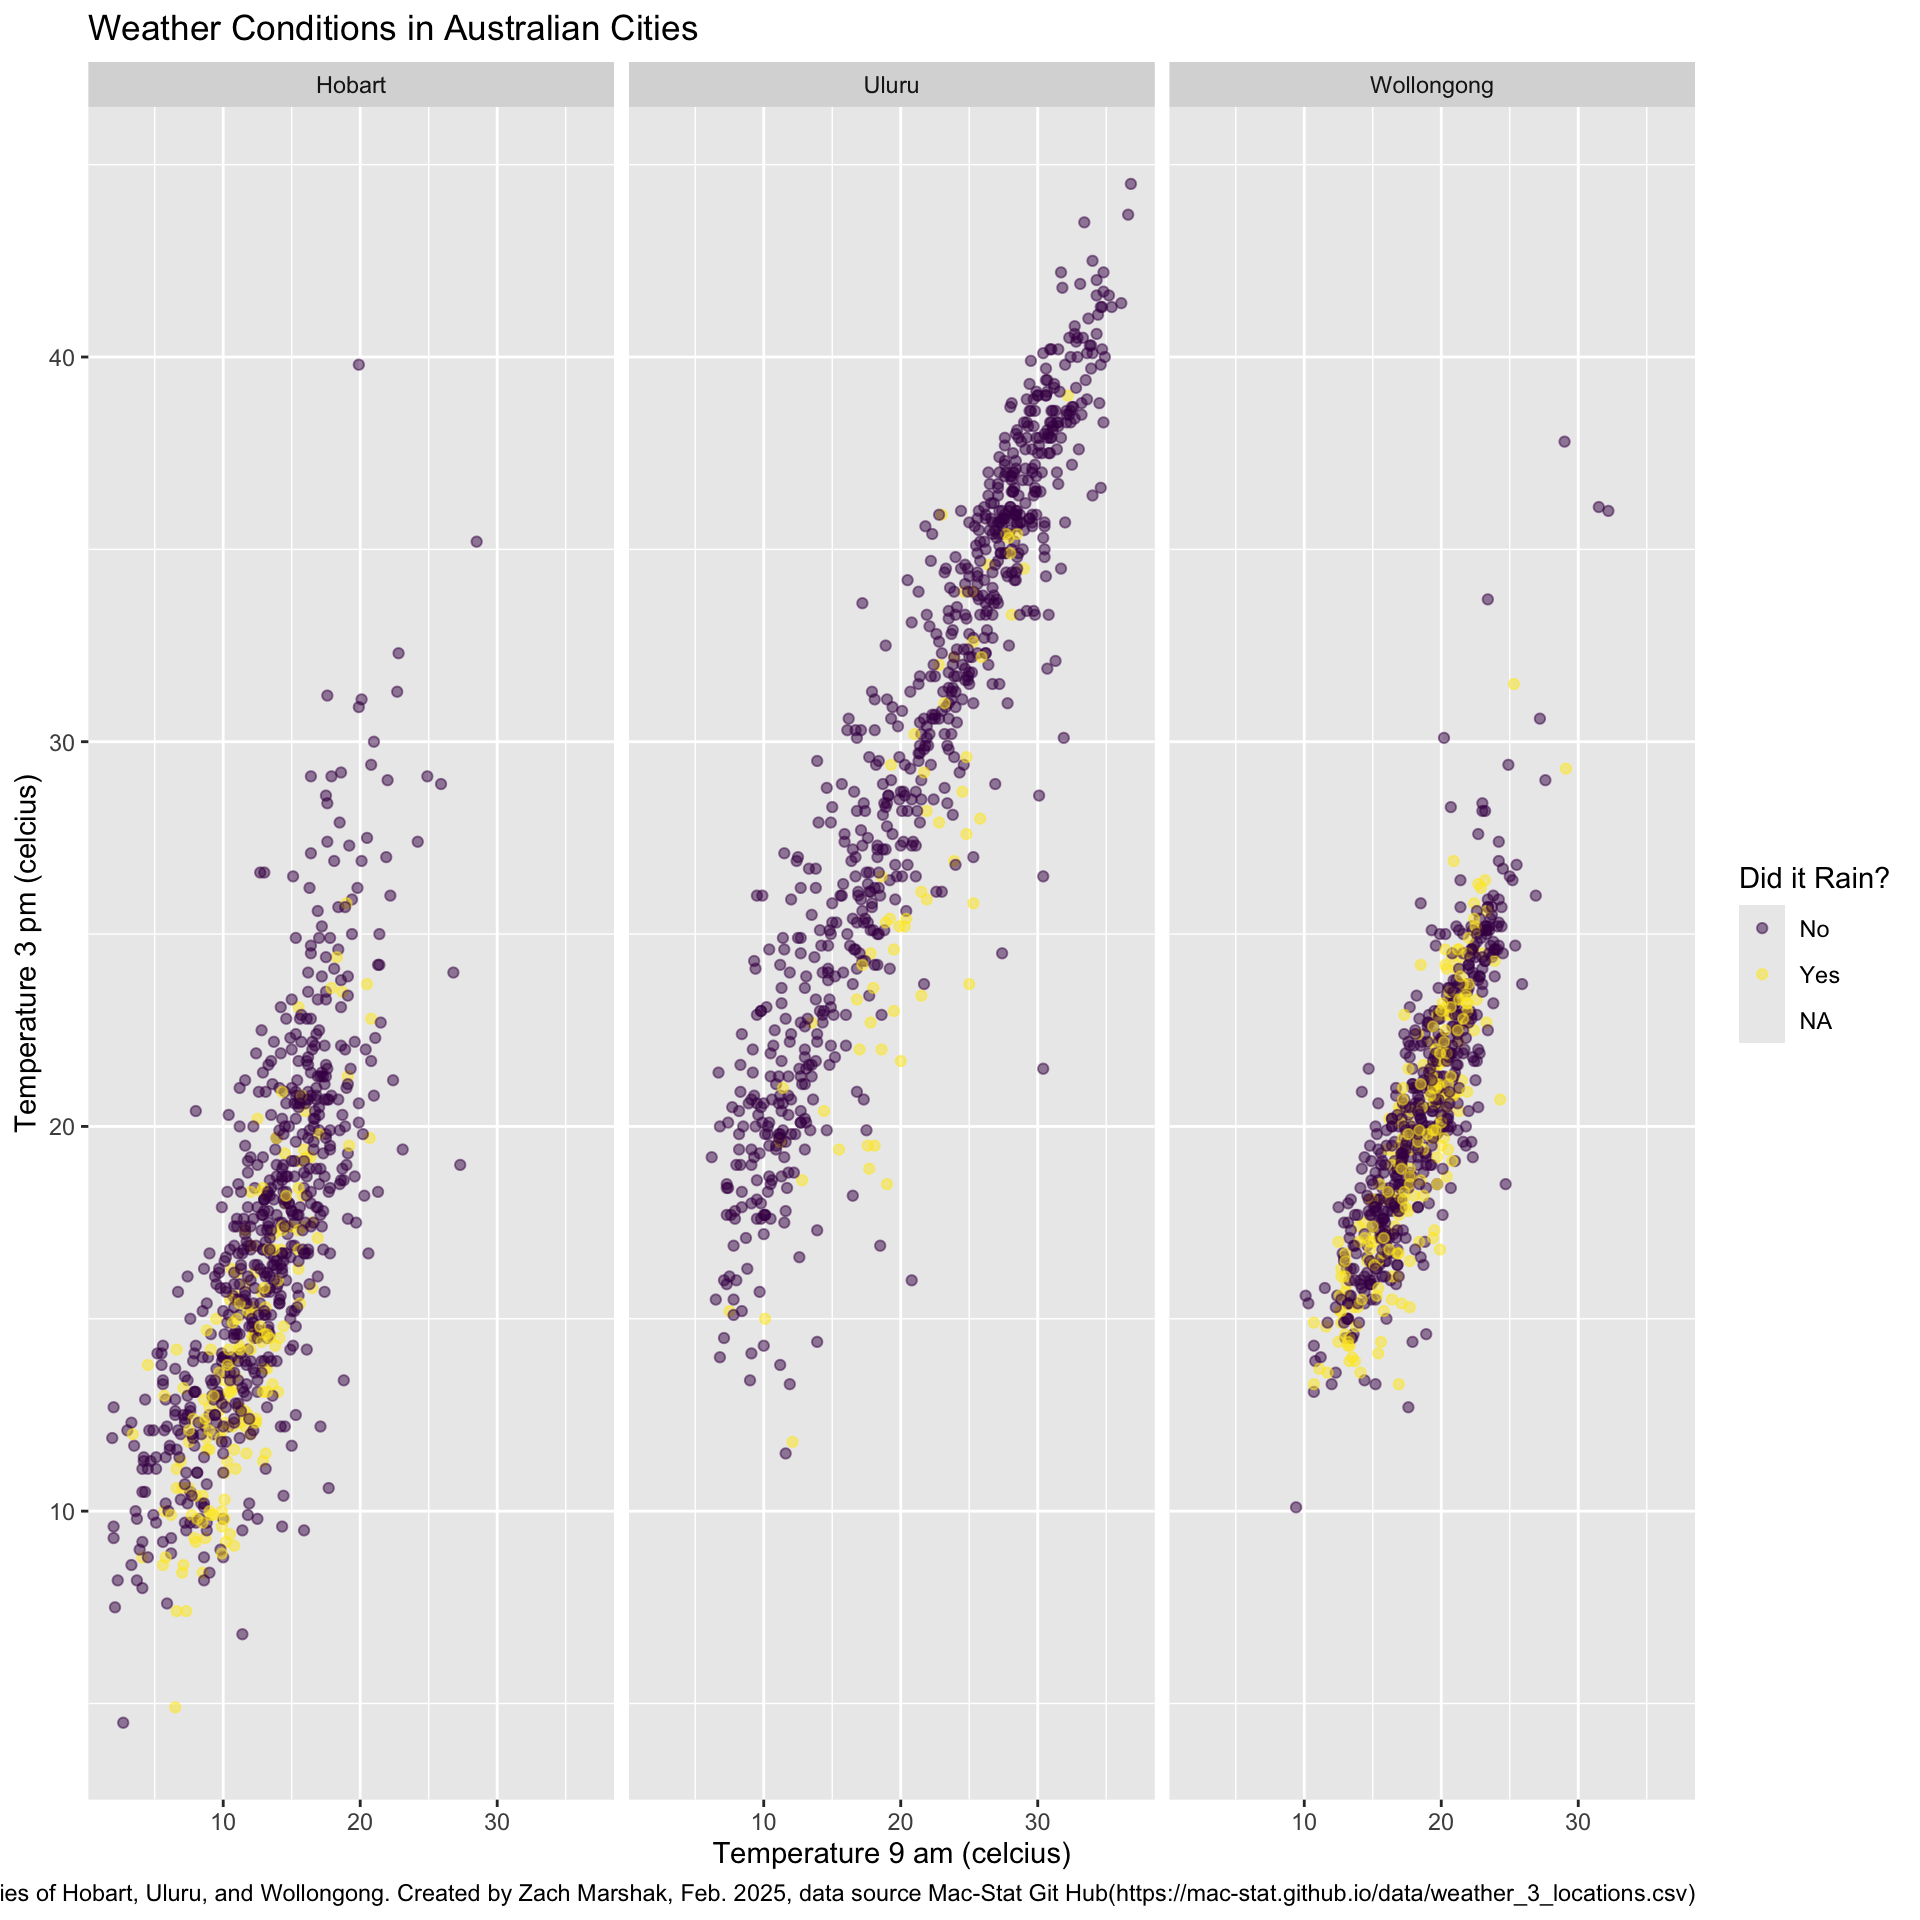 Weather Conditions in Australian Cities
Hobart
Uluru
Wollongong
Temperature 3 pm (celcius)
40
30
20
10
10
20
30
10
20
30
10
20
30
Temperature 9 am (celcius)
Did it Rain?
No
Yes
NA
of Hobart, Uluru, and Wollongong. Created by Zach Marshak, Feb. 2025, data source Mac-Stat Git Hub(https://mac-stat.github.io/data/weather_3_locations.csv)